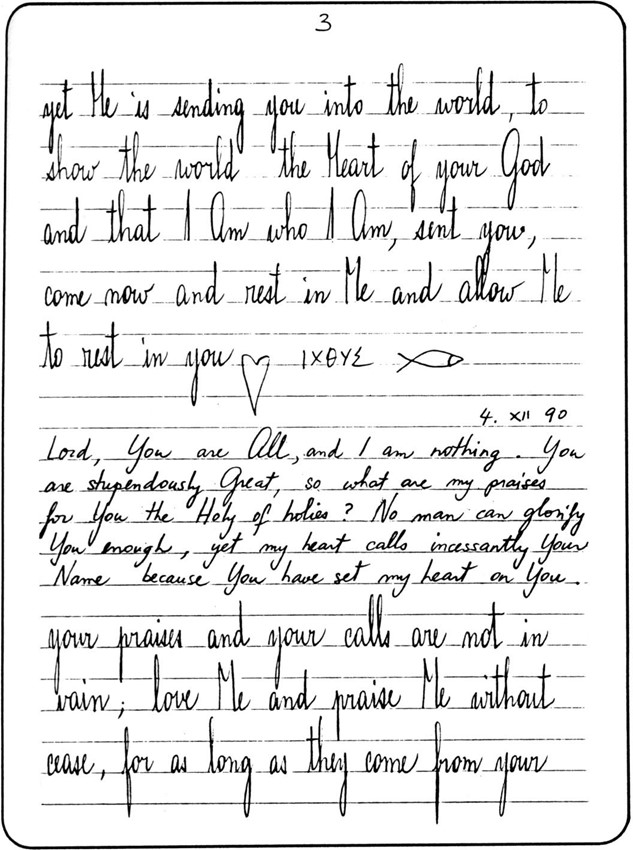 3
yet Me is sending you into the world, to
show the world the Heart of your God
and that I Am who I Am, sent you,
come now and rest in Me and allow Me
to rest in you ΙΧΘΥΣ
4. XII 90
Lord, You are All, and I am nothing. You
are stupendously Great, so what are my praises
for You the Holy of holies? No man can glorify
You enough, yet my heart calls incessantly Your
Name because You have set my heart on You.
your praises and your calls are not in
vain; love Me and praise Me without
cease, for as long as they come from your